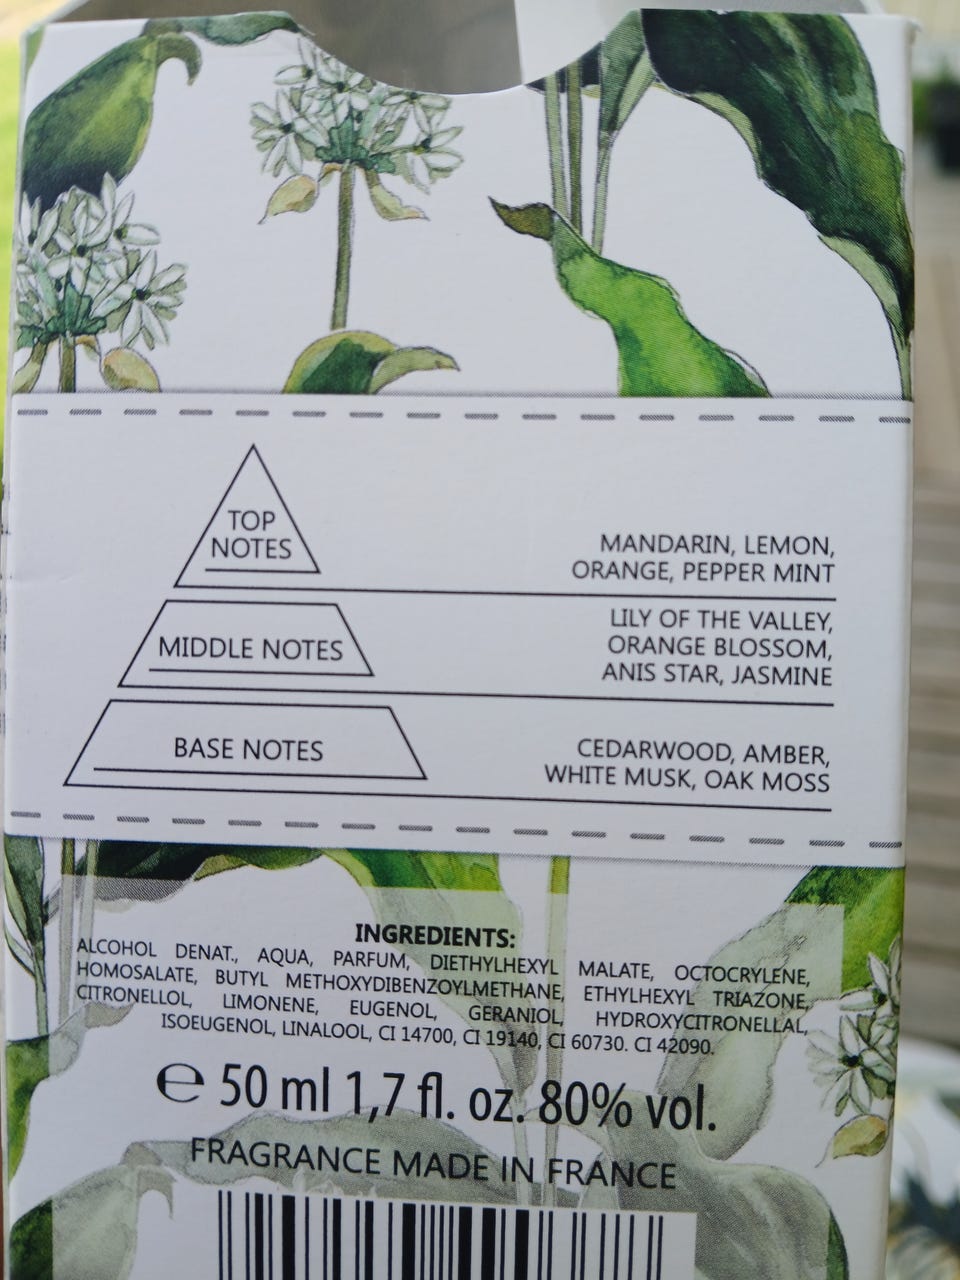 TOP
NOTES
MANDARIN, LEMON,
ORANGE, PEPPER MINT
MIDDLE NOTES
LILY OF THE VALLEY,
ORANGE BLOSSOM,
ANIS STAR, JASMINE
BASE NOTES
CEDARWOOD, AMBER,
WHITE MUSK, OAK MOSS
INGREDIENTS:
ALCOHOL DENAT., AQUA, PARFUM, DIETHYLHEXYL MALATE, OCTOCRYLENE,
HOMOSALATE, BUTYL METHOXYDIBENZOYLMETHANE, ETHYLHEXYL TRIAZONE,
CITRONELLOL, LIMONENE, EUGENOL, GERANIOL, HYDROXYCITRONELLAL,
ISOEUGENOL, LINALOOL, CI 14700, CI 19140, CI 60730. CI 42090.
℮ 50 ml 1,7 fl. oz. 80% vol.
FRAGRANCE MADE IN FRANCE